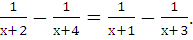 1/(x+2) − 1/(x+4) = 1/(x+1) − 1/(x+3).